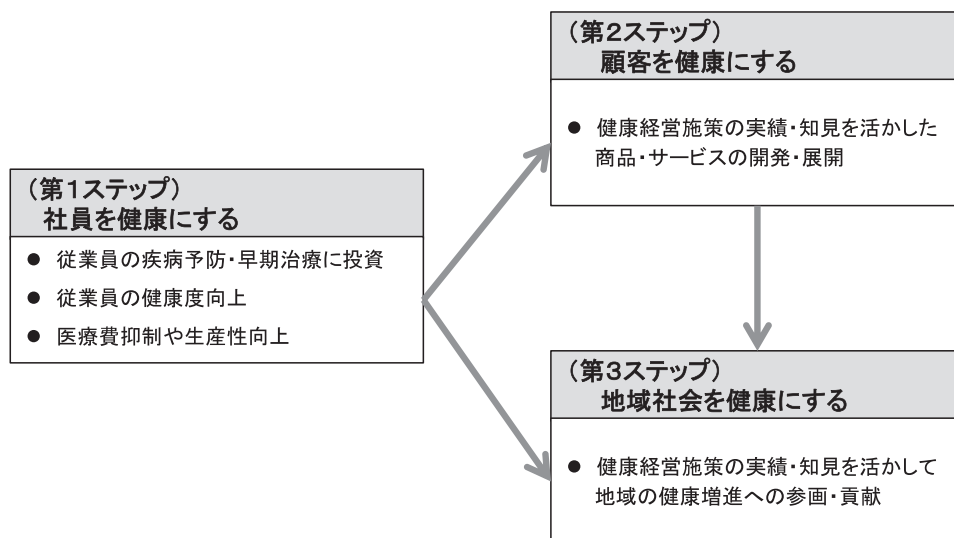 (第1ステップ)
社員を健康にする
● 従業員の疾病予防・早期治療に投資
● 従業員の健康度向上
● 医療費抑制や生産性向上
(第2ステップ)
顧客を健康にする
● 健康経営施策の実績・知見を活かした
商品・サービスの開発・展開
(第3ステップ)
地域社会を健康にする
● 健康経営施策の実績・知見を活かして
地域の健康増進への参画・貢献